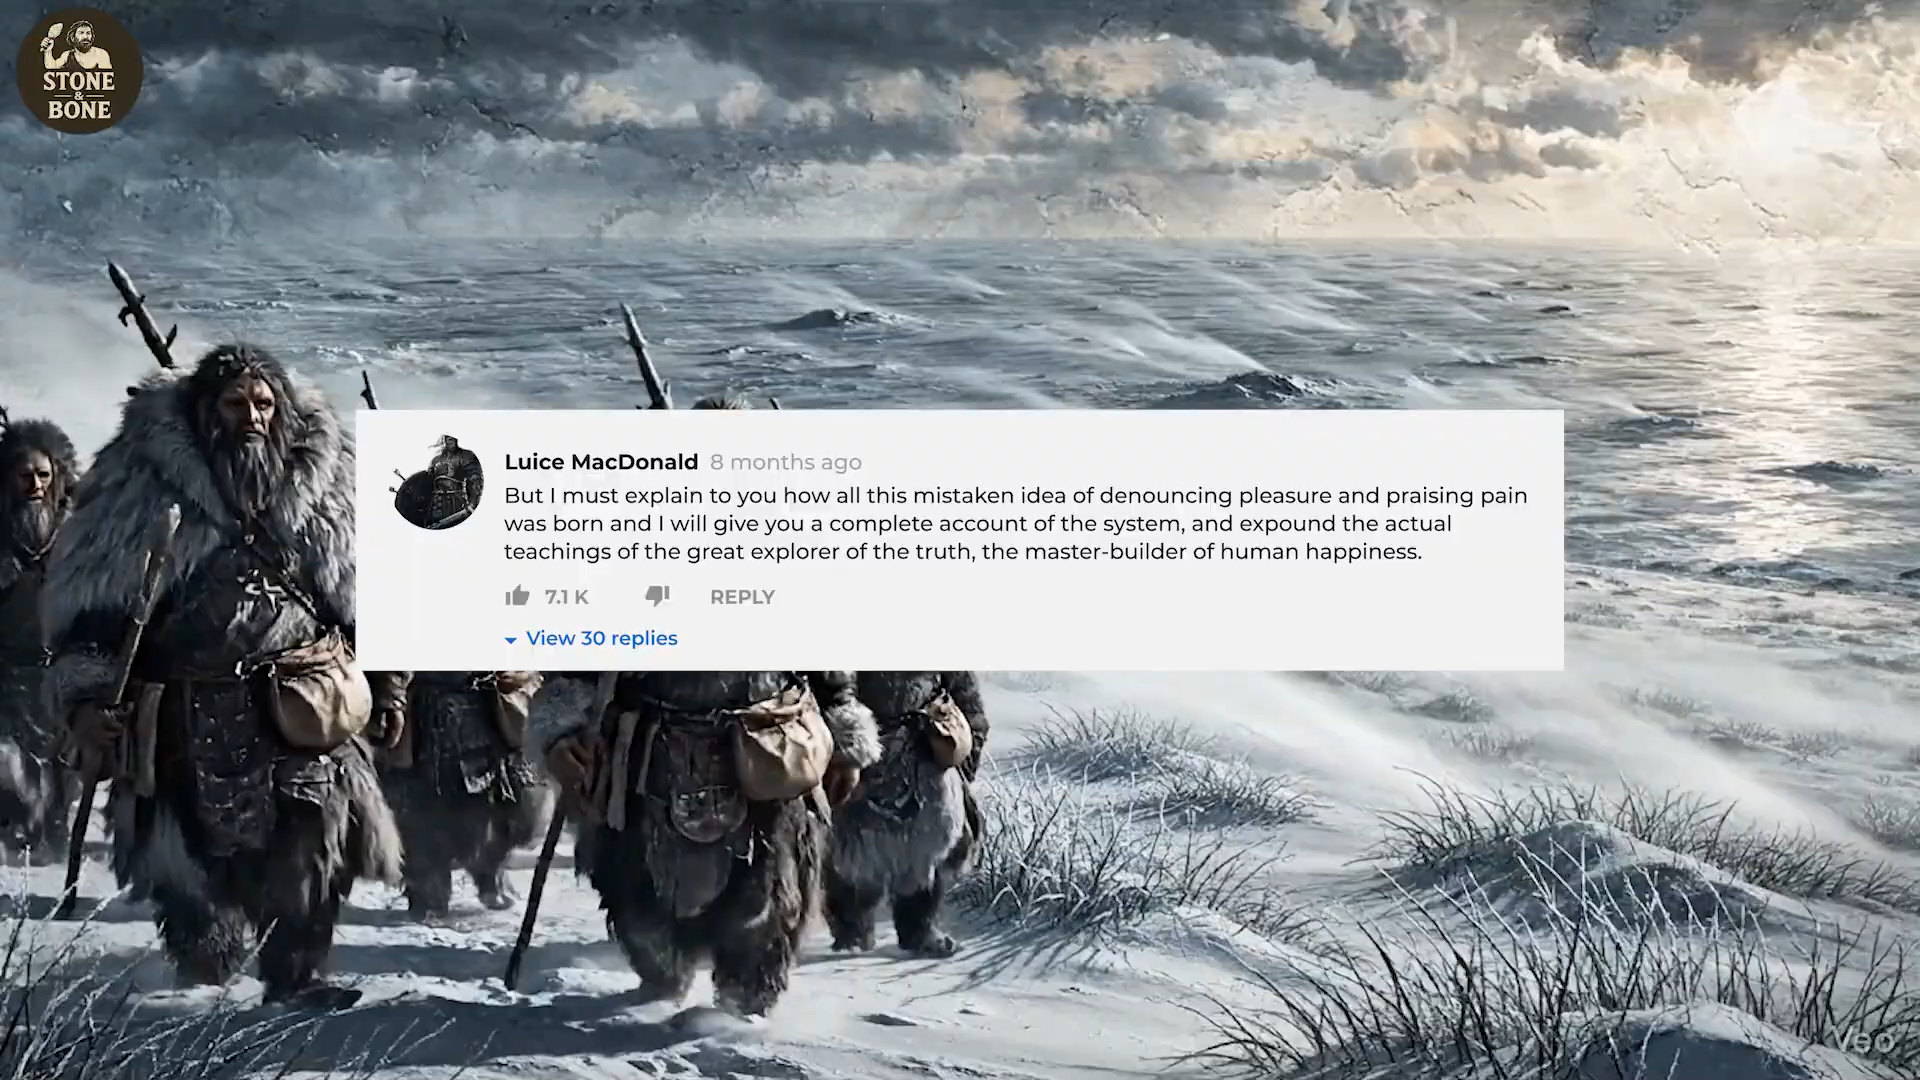 STONE
&
BONE
Luice MacDonald 8 months ago
But I must explain to you how all this mistaken idea of denouncing pleasure and praising pain
was born and I will give you a complete account of the system, and expound the actual
teachings of the great explorer of the truth, the master-builder of human happiness.
7.1 K REPLY
View 30 replies
Veo